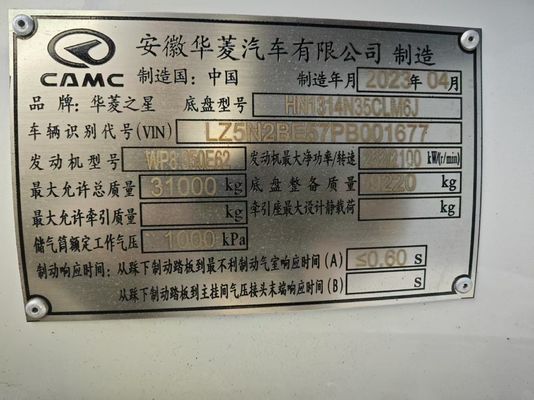 CAMC
安徽华菱汽车有限公司 制造
制造国：中国 制造年月 2023年04月
品 牌：华菱之星 底盘型号 HN1314N35CLM6J
车辆识别代号(VIN) LZ5N2BE57PB001677
发动机型号 WP8.350E62 发动机最大净功率/转速 kW/(r/min)
最大允许总质量 31000 kg 底盘整备质量 9220 kg
最大允许牵引质量 kg 牵引座最大设计静载荷 kg
储气筒额定工作气压 1000 kPa
制动响应时间：从踩下制动踏板到最不利制动气室响应时间(A) ≤0.60 S
从踩下制动踏板到主挂间气压接头末端响应时间(B) S